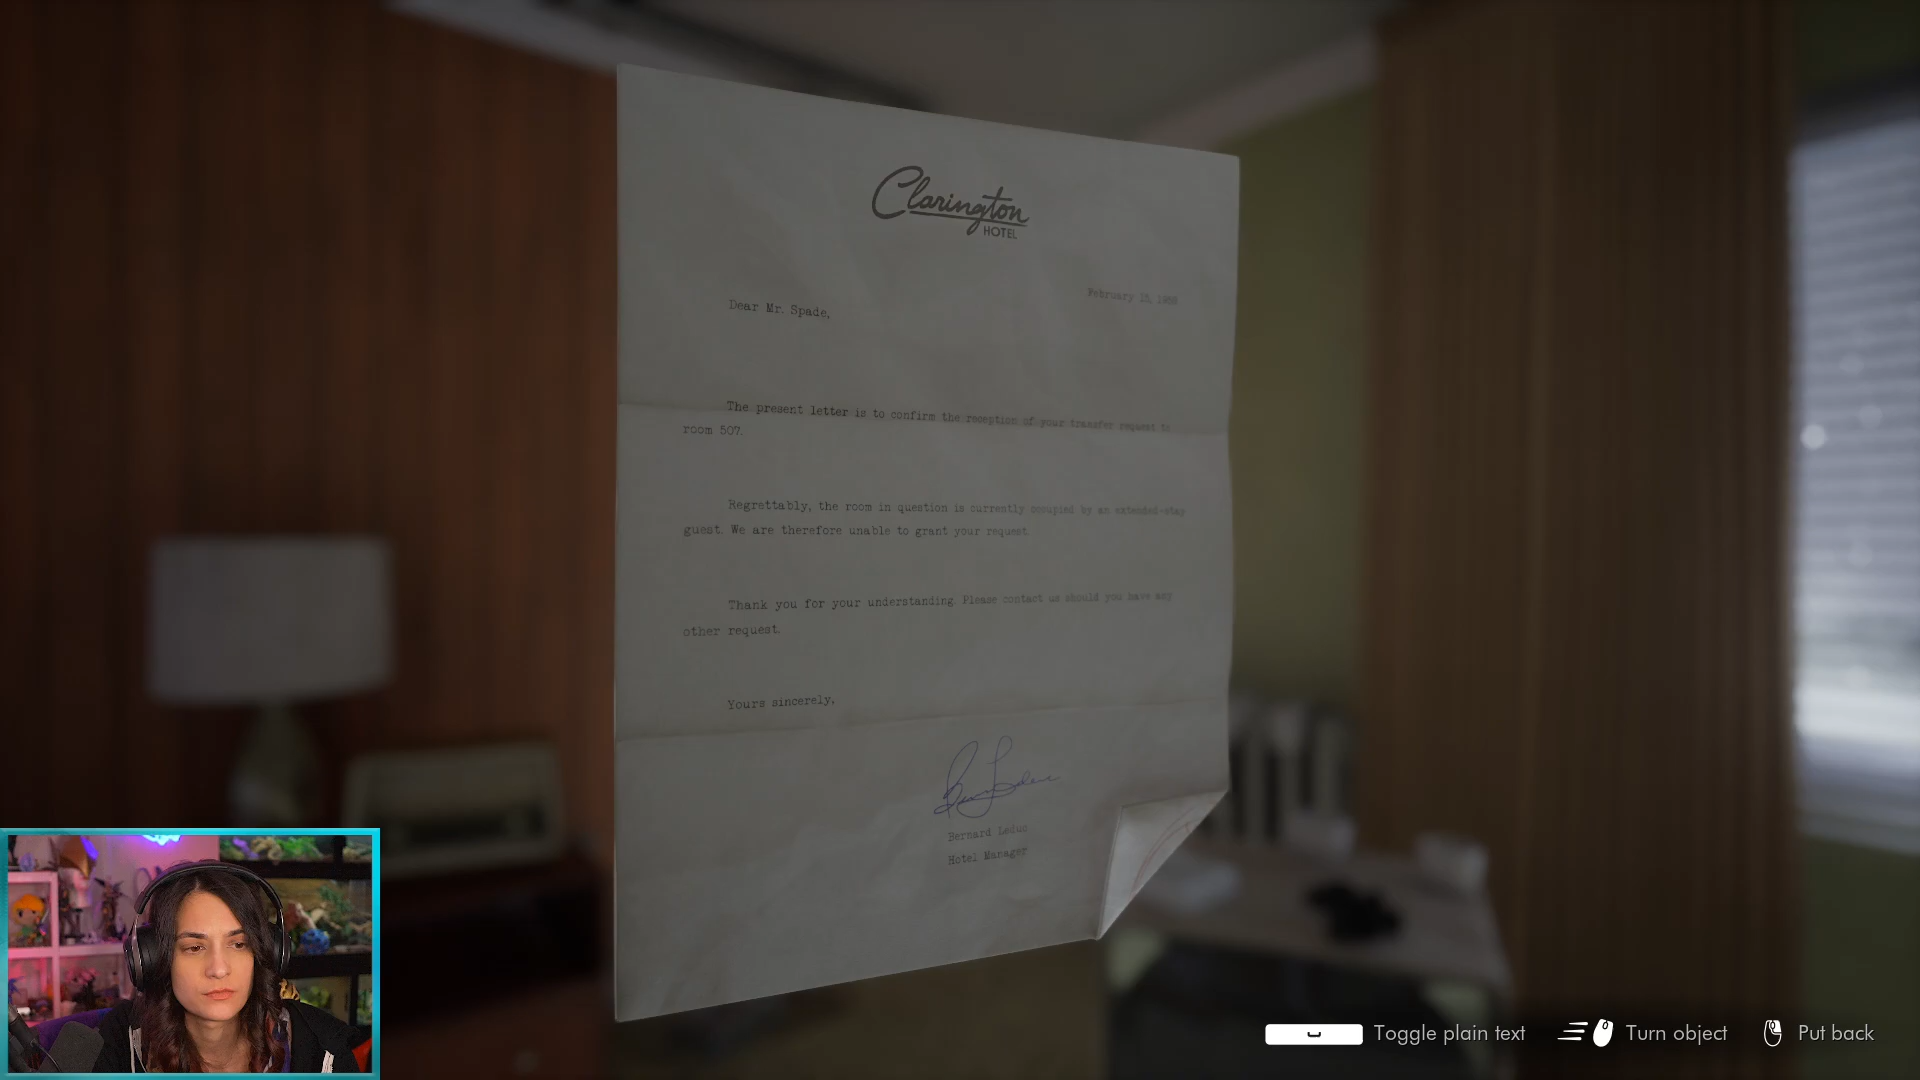 Clarington
HOTEL
February 15, 1959
Dear Mr. Spade,
The present letter is to confirm the reception of your transfer request to
room 507.
Regrettably, the room in question is currently occupied by an extended-stay
guest. We are therefore unable to grant your request.
Thank you for your understanding. Please contact us should you have any
other request.
Yours sincerely,
Bernard Leduc
Hotel Manager
Toggle plain text
Turn object
Put back